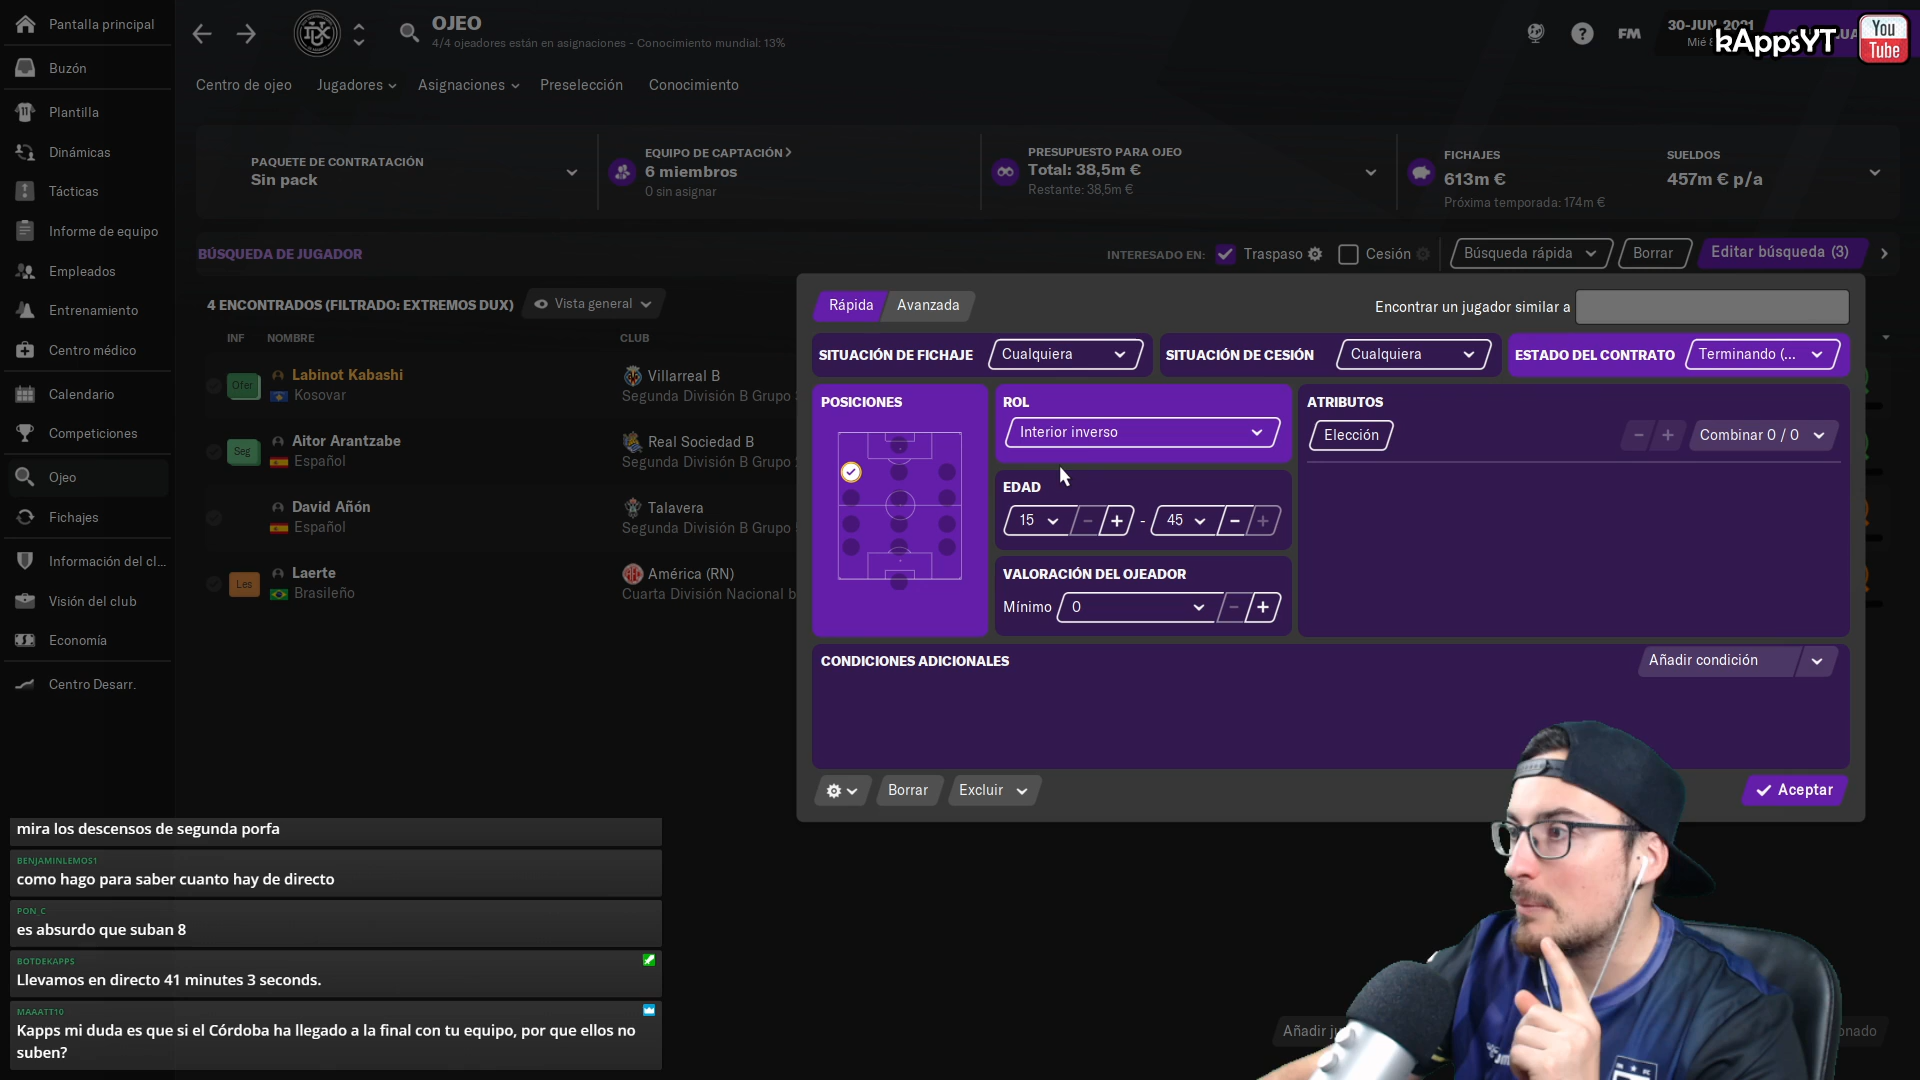 Pantalla principal
Buzón
Plantilla
Dinámicas
Tácticas
Informe de equipo
Empleados
Entrenamiento
Centro médico
Calendario
Competiciones
Ojeo
Fichajes
Información del cl...
Visión del club
Economía
Centro Desarr.
OJEO
4/4 ojeadores están en asignaciones - Conocimiento mundial: 13%
FM
30-JUN-2021
Mié
kAppsYT
You
Tube
Centro de ojeo
Jugadores
Asignaciones
Preselección
Conocimiento
PAQUETE DE CONTRATACIÓN
Sin pack
EQUIPO DE CAPTACIÓN
6 miembros
0 sin asignar
PRESUPUESTO PARA OJEO
Total: 38,5m €
Restante: 38,5m €
FICHAJES
613m €
SUELDOS
457m € p/a
Próxima temporada: 174m €
BÚSQUEDA DE JUGADOR
INTERESADO EN:
Traspaso
Cesión
Búsqueda rápida
Borrar
Editar búsqueda (3)
4 ENCONTRADOS (FILTRADO: EXTREMOS DUX)
Vista general
INF
NOMBRE
CLUB
Ofer
Labinot Kabashi
Kosovar
Villarreal B
Segunda División B Grupo
Seg
Aitor Arantzabe
Español
Real Sociedad B
Segunda División B Grupo
David Añón
Español
Talavera
Segunda División B Grupo
Les
Laerte
Brasileño
América (RN)
Cuarta División Nacional b
Rápida
Avanzada
Encontrar un jugador similar a
SITUACIÓN DE FICHAJE
Cualquiera
SITUACIÓN DE CESIÓN
Cualquiera
ESTADO DEL CONTRATO
Terminando (...
POSICIONES
ROL
Interior inverso
EDAD
15
-
45
VALORACIÓN DEL OJEADOR
Mínimo
0
ATRIBUTOS
Elección
Combinar 0 / 0
CONDICIONES ADICIONALES
Añadir condición
Borrar
Excluir
Aceptar
Añadir
mira los descensos de segunda porfa
BENJAMINLEMOS1
como hago para saber cuanto hay de directo
PON_C
es absurdo que suban 8
BOTDEKAPPS
Llevamos en directo 41 minutes 3 seconds.
MAAATT10
Kapps mi duda es que si el Córdoba ha llegado a la final con tu equipo, por que ellos no
suben?